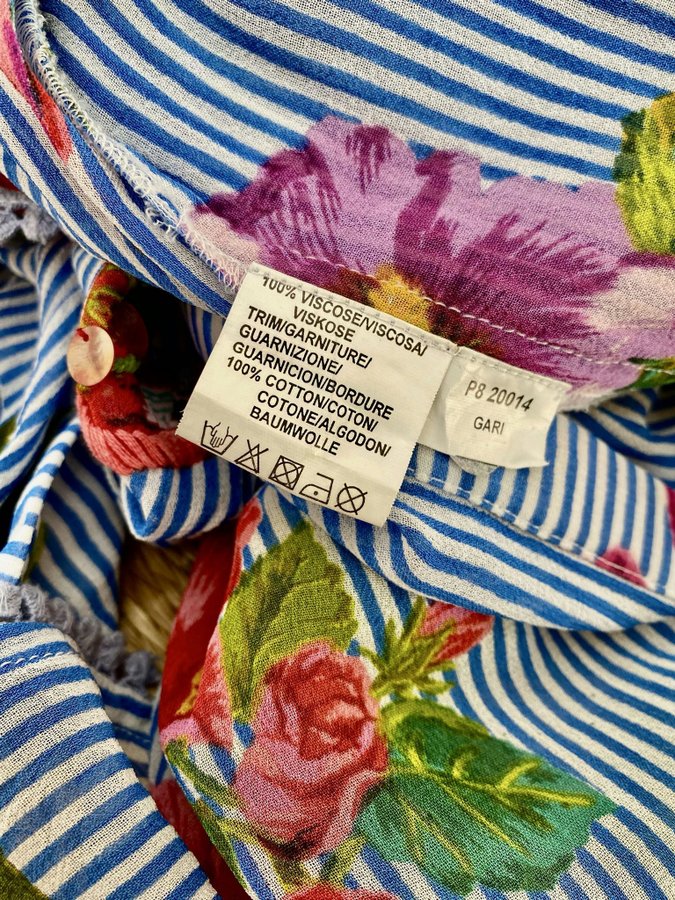 100% VISCOSE/VISCOSA/
VISKOSE
TRIM/GARNITURE/
GUARNIZIONE/
GUARNICION/BORDURE
100% COTTON/COTON/
COTONE/ALGODON/
BAUMWOLLE
P8 20014
GARI